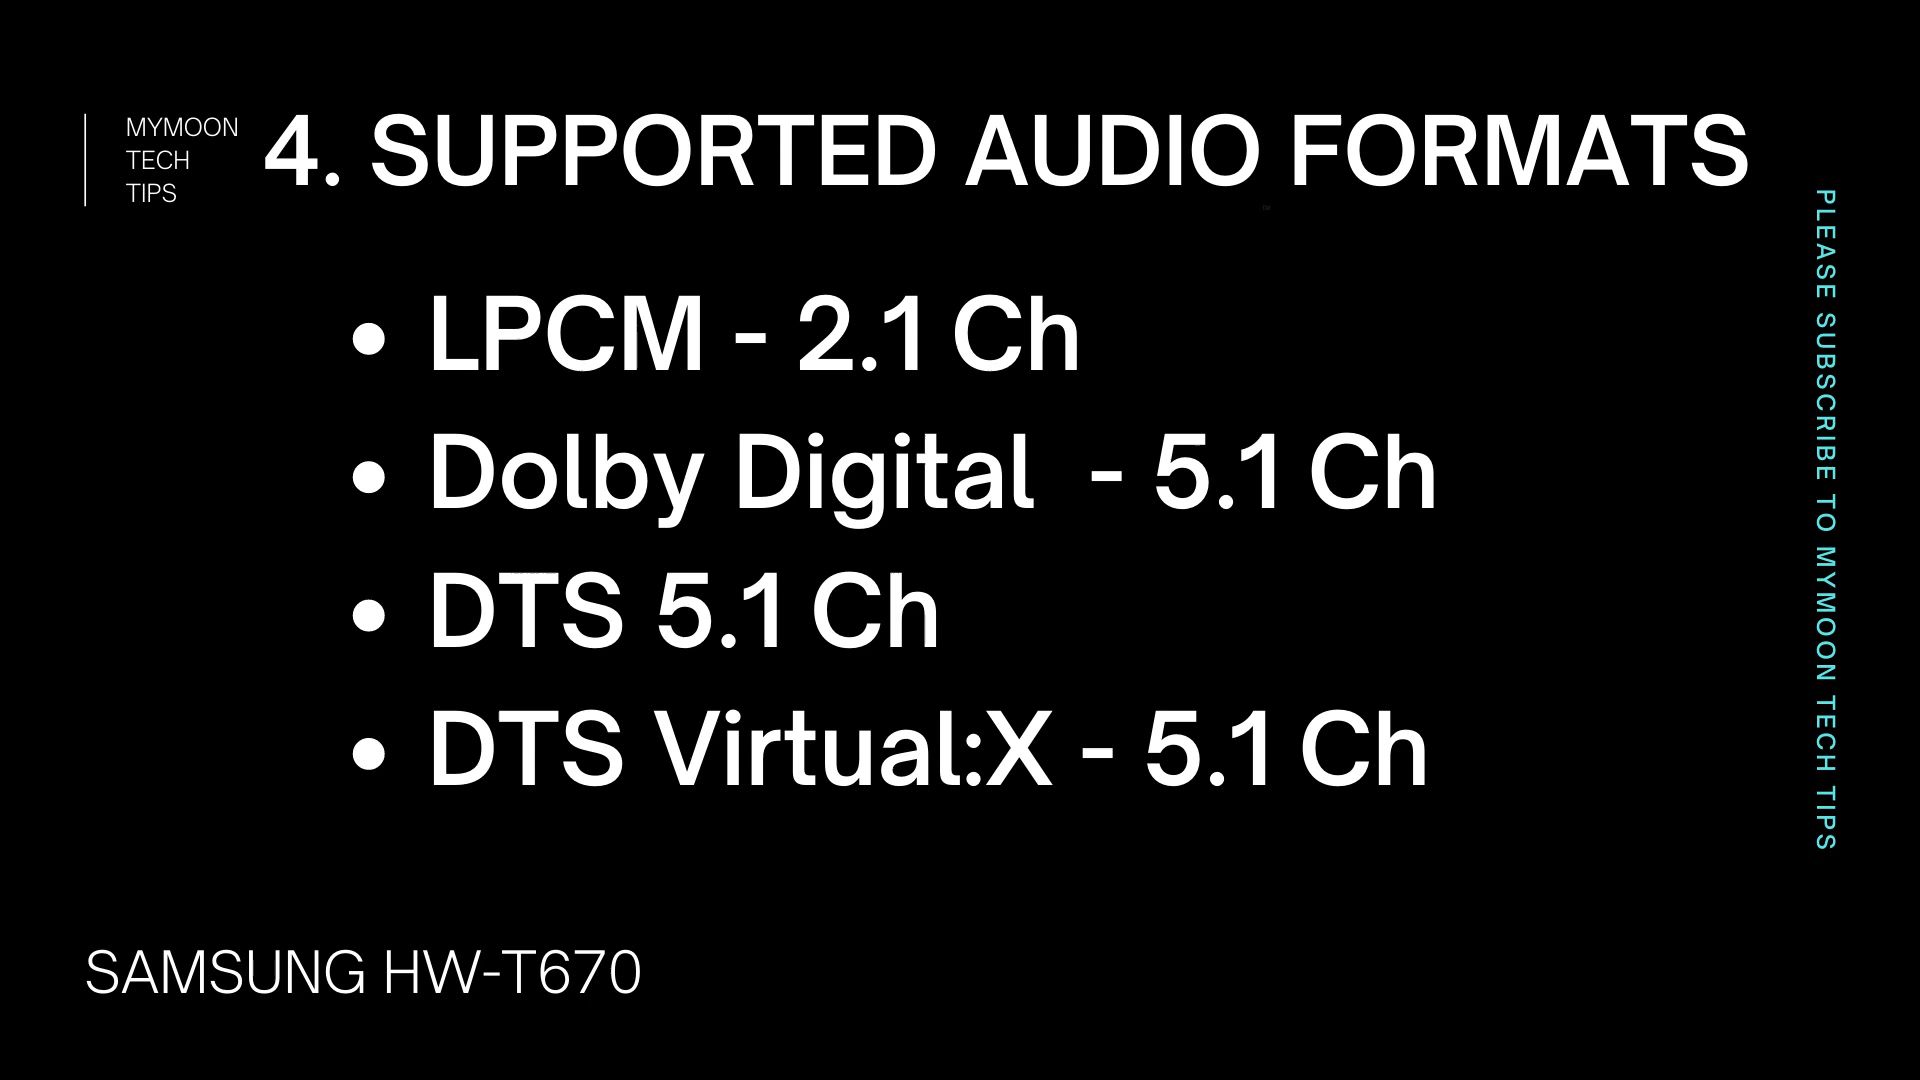 MYMOON
TECH
TIPS
4. SUPPORTED AUDIO FORMATS
• LPCM - 2.1 Ch
• Dolby Digital  - 5.1 Ch
• DTS 5.1 Ch
• DTS Virtual:X - 5.1 Ch
PLEASE SUBSCRIBE TO MYMOON TECH TIPS
SAMSUNG HW-T670